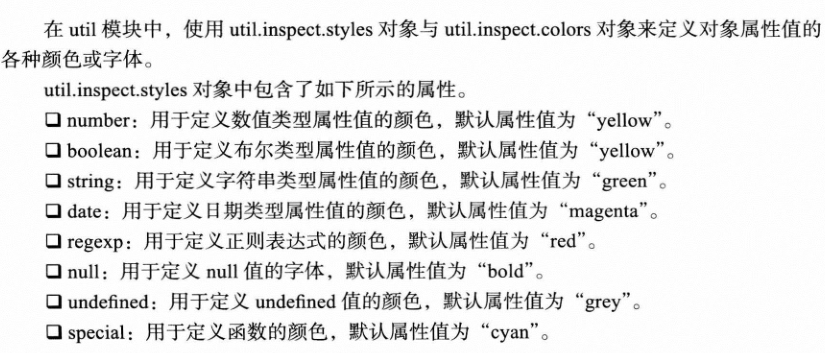 在 util 模块中，使用 util.inspect.styles 对象与 util.inspect.colors 对象来定义对象属性值的
各种颜色或字体。
util.inspect.styles 对象中包含了如下所示的属性。
❏ number：用于定义数值类型属性值的颜色，默认属性值为“yellow”。
❏ boolean：用于定义布尔类型属性值的颜色，默认属性值为“yellow”。
❏ string：用于定义字符串类型属性值的颜色，默认属性值为“green”。
❏ date：用于定义日期类型属性值的颜色，默认属性值为“magenta”。
❏ regexp：用于定义正则表达式的颜色，默认属性值为“red”。
❏ null：用于定义 null 值的字体，默认属性值为“bold”。
❏ undefined：用于定义 undefined 值的颜色，默认属性值为“grey”。
❏ special：用于定义函数的颜色，默认属性值为“cyan”。